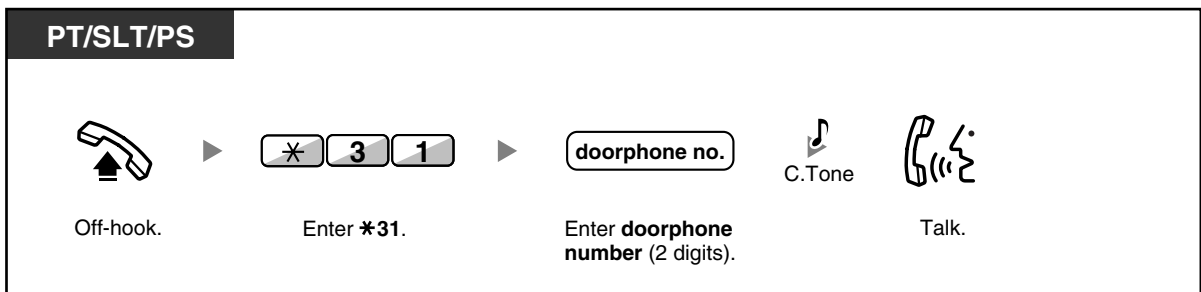 PT/SLT/PS
* 3 1
doorphone no.
C.Tone
Off-hook.
Enter *31.
Enter doorphone
number (2 digits).
Talk.